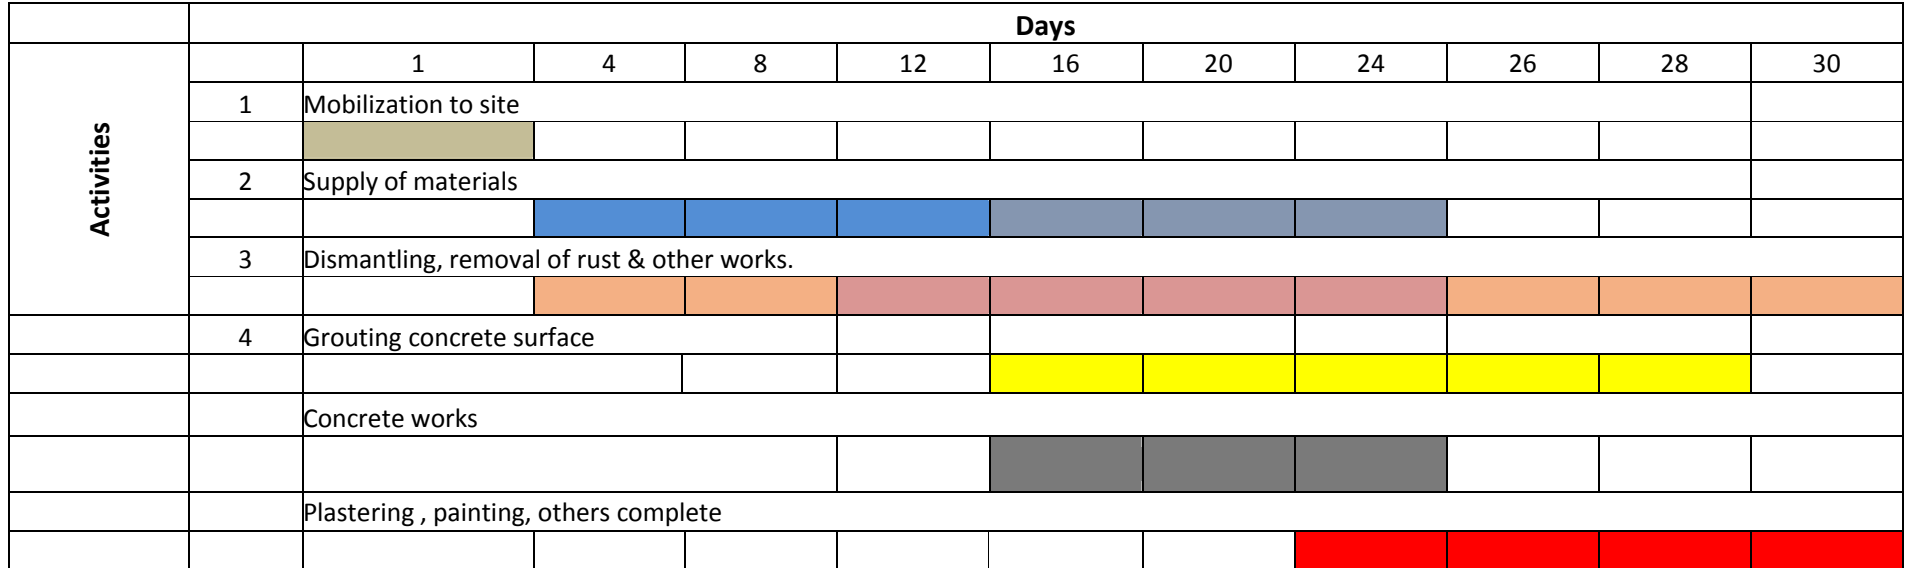 Days
1 4 8 12 16 20 24 26 28 30
Activities
1 Mobilization to site
2 Supply of materials
3 Dismantling, removal of rust & other works.
4 Grouting concrete surface
Concrete works
Plastering , painting, others complete